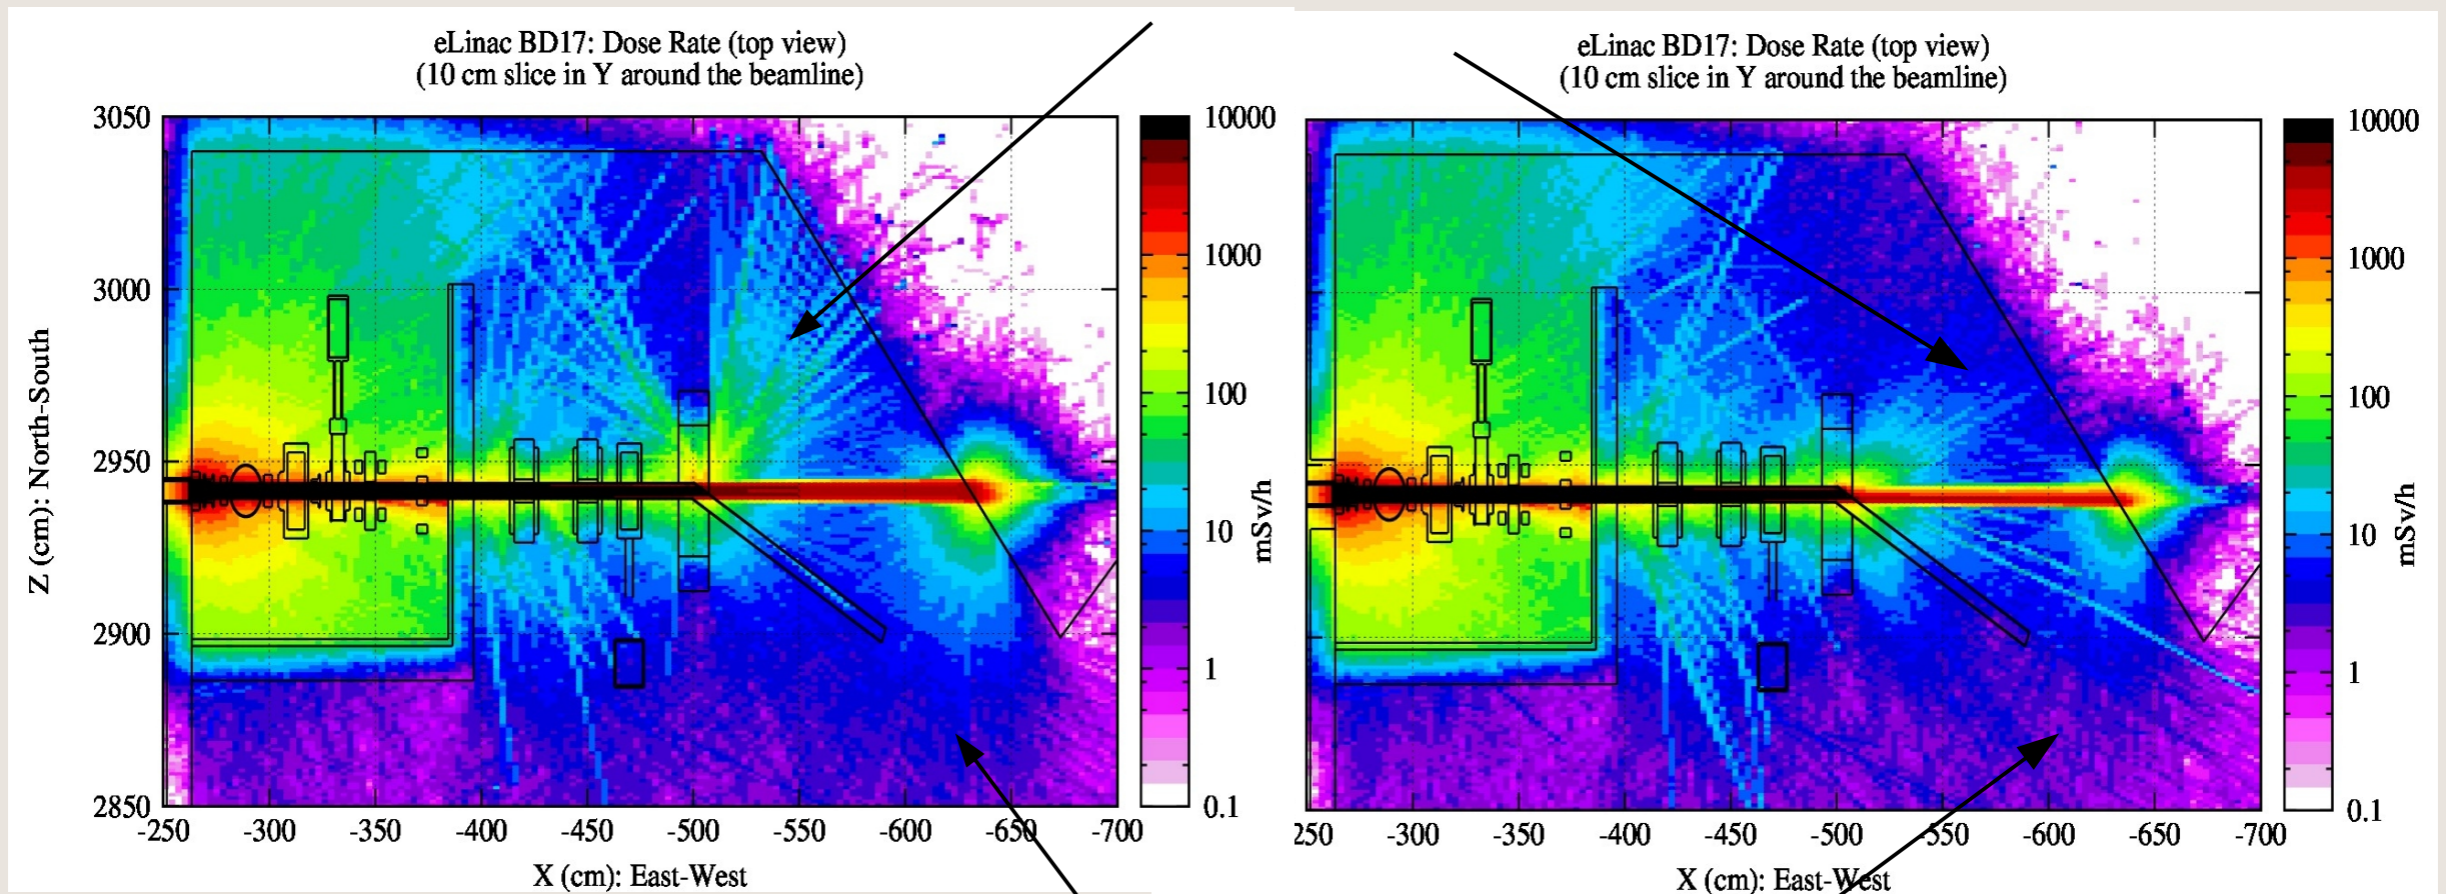 eLinac BD17: Dose Rate (top view)
(10 cm slice in Y around the beamline)
3050
3000
2950
2900
2850
Z (cm): North-South
-250 -300 -350 -400 -450 -500 -550 -600 -650 -700
X (cm): East-West
10000
1000
100
10
1
0.1
mSv/h
eLinac BD17: Dose Rate (top view)
(10 cm slice in Y around the beamline)
250 -300 -350 -400 -450 -500 -550 -600 -650 -700
X (cm): East-West
10000
1000
100
10
1
0.1
mSv/h